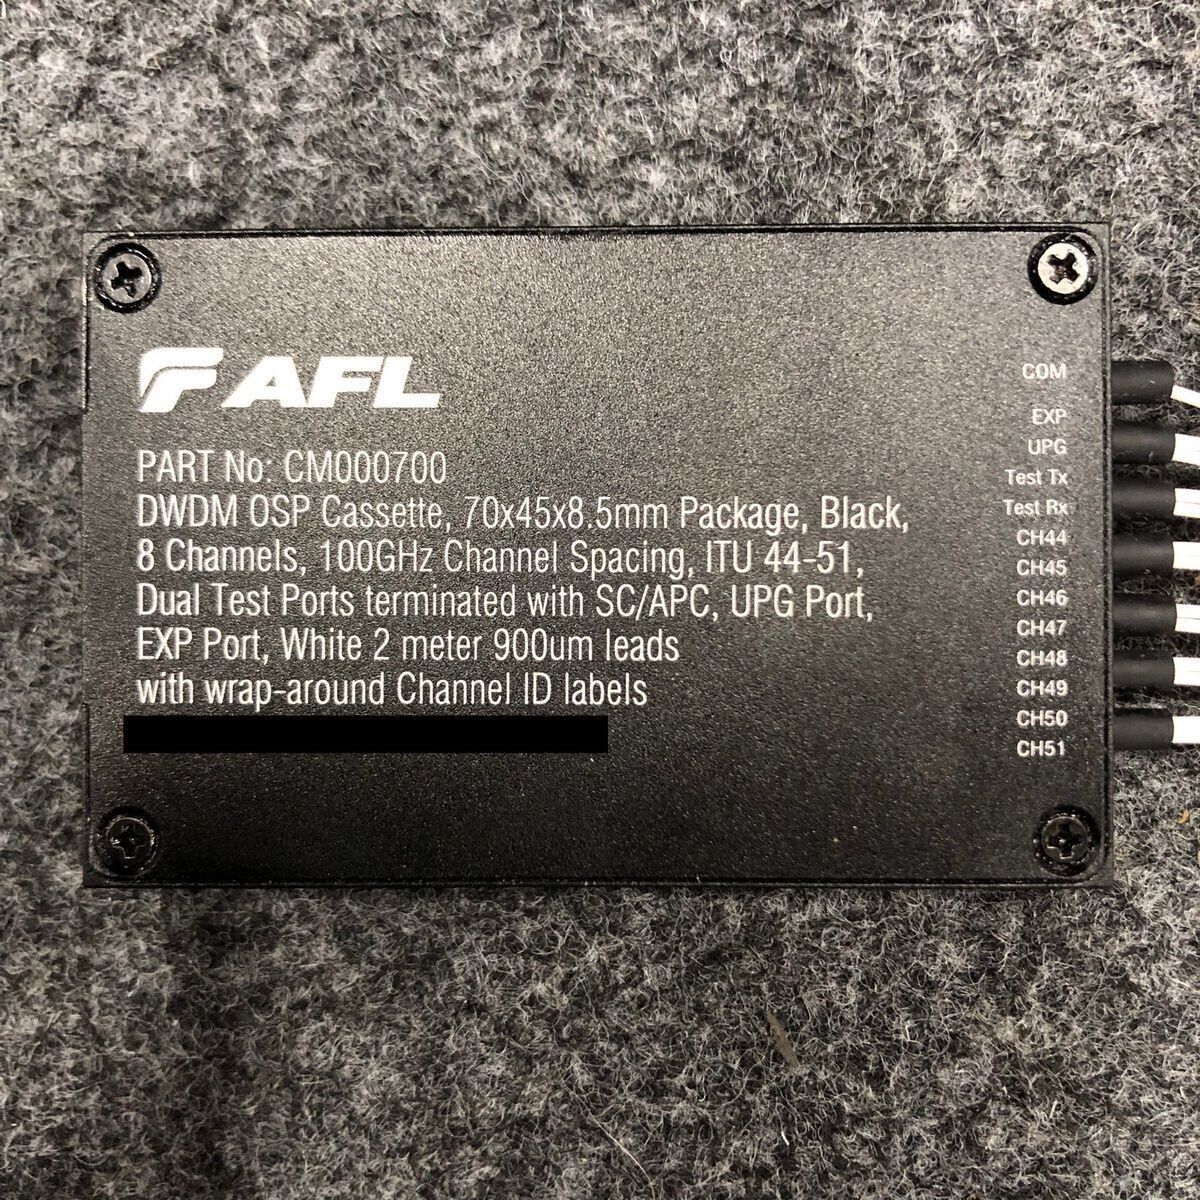 AFL
PART No: CM000700
DWDM OSP Cassette, 70x45x8.5mm Package, Black,
8 Channels, 100GHz Channel Spacing, ITU 44-51,
Dual Test Ports terminated with SC/APC, UPG Port,
EXP Port, White 2 meter 900um leads
with wrap-around Channel ID labels
COM
EXP
UPG
Test Tx
Test Rx
CH44
CH45
CH46
CH47
CH48
CH49
CH50
CH51